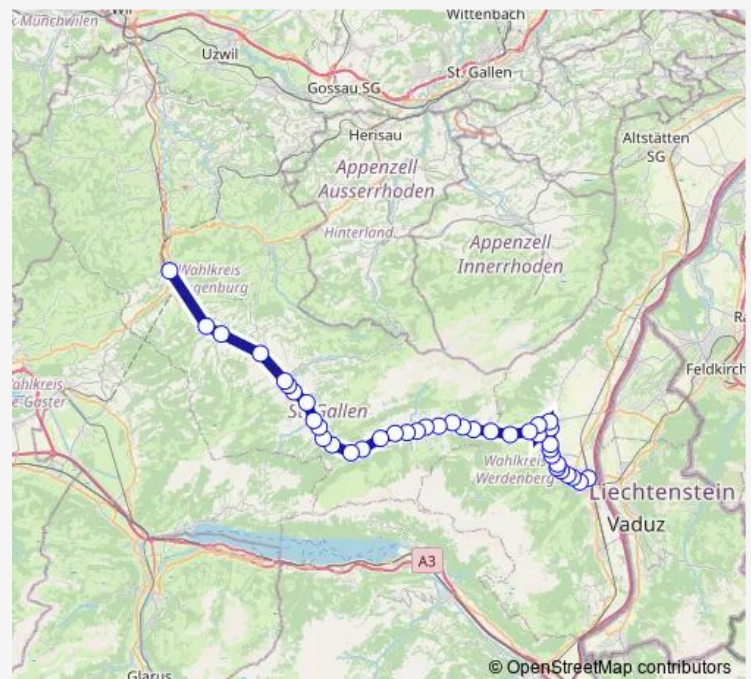 Wil
Wittenbach
Uzwil
St. Gallen
Gossau SG
Herisau
Altstätten
SG
Appenzell
Ausserrhoden
Hinterland
Appenzell
Innerrhoden
Wahlkreis
Feldkirch
St. Gallen
Wahlkreis
Werdenberg
Liechtenstein
Vaduz
A3
Glarus
© OpenStreetMap contributors